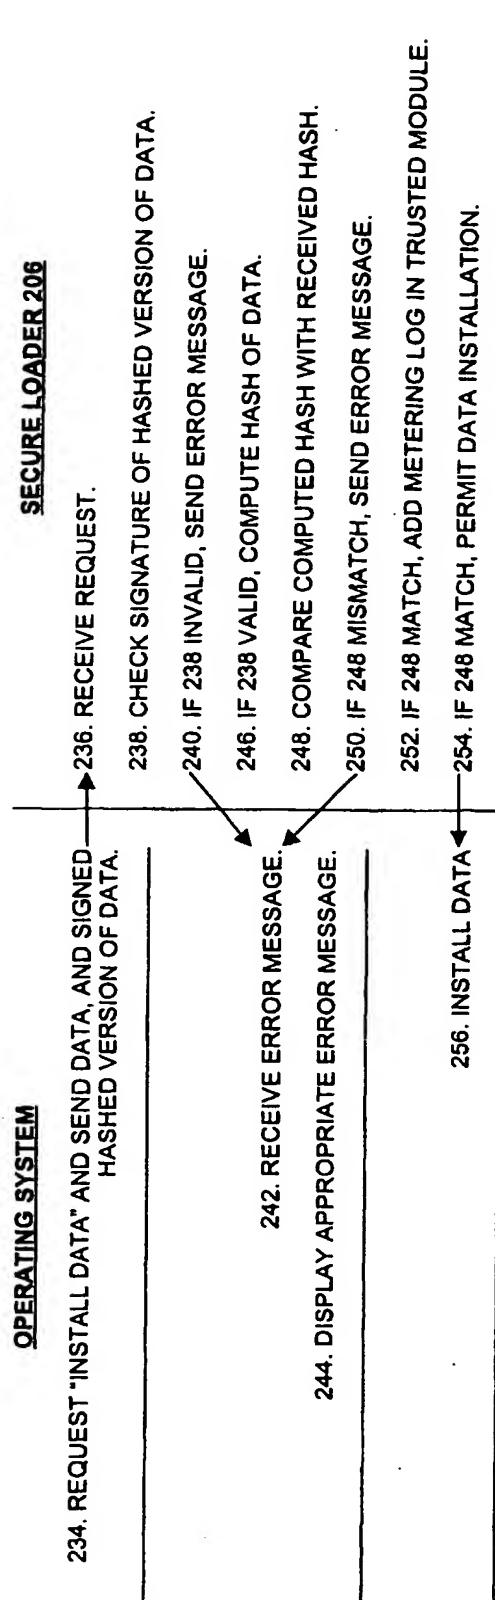 OPERATING SYSTEM
SECURE LOADER 206
234. REQUEST "INSTALL DATA" AND SEND DATA, AND SIGNED
HASHED VERSION OF DATA.
236. RECEIVE REQUEST.
238. CHECK SIGNATURE OF HASHED VERSION OF DATA.
240. IF 238 INVALID, SEND ERROR MESSAGE.
242. RECEIVE ERROR MESSAGE.
246. IF 238 VALID, COMPUTE HASH OF DATA.
244. DISPLAY APPROPRIATE ERROR MESSAGE.
248. COMPARE COMPUTED HASH WITH RECEIVED HASH.
250. IF 248 MISMATCH, SEND ERROR MESSAGE.
252. IF 248 MATCH, ADD METERING LOG IN TRUSTED MODULE.
256. INSTALL DATA
254. IF 248 MATCH, PERMIT DATA INSTALLATION.